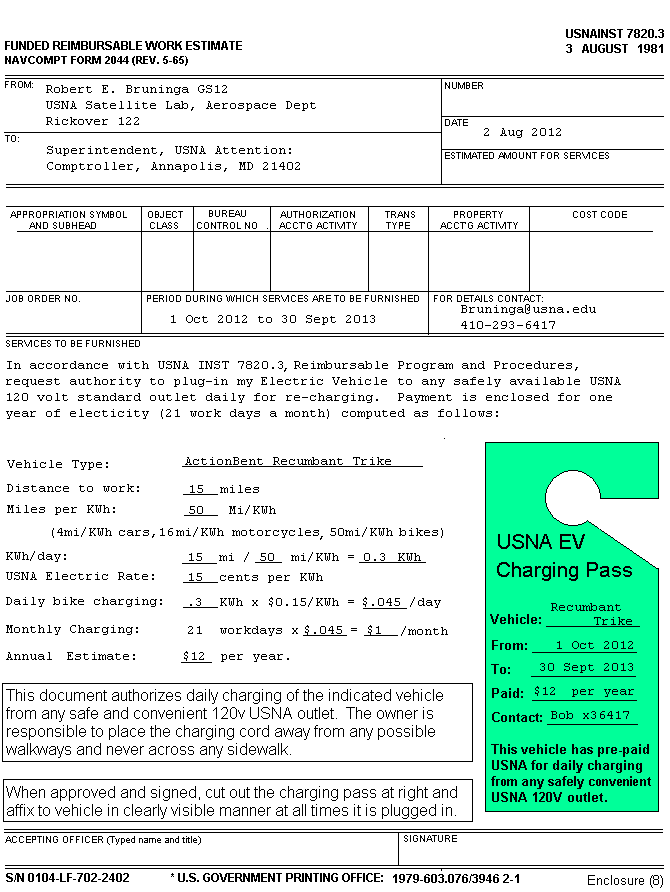 USNAINST 7820.3
FUNDED REIMBURSABLE WORK ESTIMATE
3 AUGUST 1981
NAVCOMPT FORM 2044 (REV. 5-65)
FROM: Robert E. Bruninga GS12
USNA Satellite Lab, Aerospace Dept
Rickover 122
NUMBER
DATE
2 Aug 2012
TO:
Superintendent, USNA Attention:
Comptroller, Annapolis, MD 21402
ESTIMATED AMOUNT FOR SERVICES
APPROPRIATION SYMBOL AND SUBHEAD
OBJECT CLASS
BUREAU CONTROL NO .
AUTHORIZATION ACCT'G ACTIVITY
TRANS TYPE
PROPERTY ACCTG ACTIVITY
COST CODE
JOB ORDER NO.
PERIOD DURING WHICH SERVICES ARE TO BE FURNISHED
1 Oct 2012 to 30 Sept 2013
FOR DETAILS CONTACT:
Bruninga@usna.edu
410-293-6417
SERVICES TO BE FURNISHED
In accordance with USNA INST 7820.3, Reimbursable Program and Procedures,
request authority to plug-in my Electric Vehicle to any safely available USNA
120 volt standard outlet daily for re-charging. Payment is enclosed for one
year of electicity (21 work days a month) computed as follows:
Vehicle Type: ActionBent Recumbant Trike
Distance to work: 15 miles
Miles per KWh: 50 Mi/KWh
(4mi/KWh cars, 16mi/KWh motorcycles, 50mi/KWh bikes)
KWh/day: 15 mi / 50 mi/KWh = 0.3 KWh
USNA Electric Rate: 15 cents per KWh
Daily bike charging: .3 KWh x $0.15/KWh = $.045 /day
Monthly Charging: 21 workdays x $.045 = $1 /month
Annual Estimate: $12 per year.
This document authorizes daily charging of the indicated vehicle
from any safe and convenient 120v USNA outlet. The owner is
responsible to place the charging cord away from any possible
walkways and never across any sidewalk.
When approved and signed, cut out the charging pass at right and
affix to vehicle in clearly visible manner at all times it is plugged in.
USNA EV
Charging Pass
Vehicle: Recumbant
Trike
From: 1 Oct 2012
To: 30 Sept 2013
Paid: $12 per year
Contact: Bob x36417
This vehicle has pre-paid
USNA for daily charging
from any safely convenient
USNA 120V outlet.
ACCEPTING OFFICER (Typed name and title)
SIGNATURE
S/N 0104-LF-702-2402
* U.S. GOVERNMENT PRINTING OFFICE: 1979-603.076/3946 2-1
Enclosure (8)